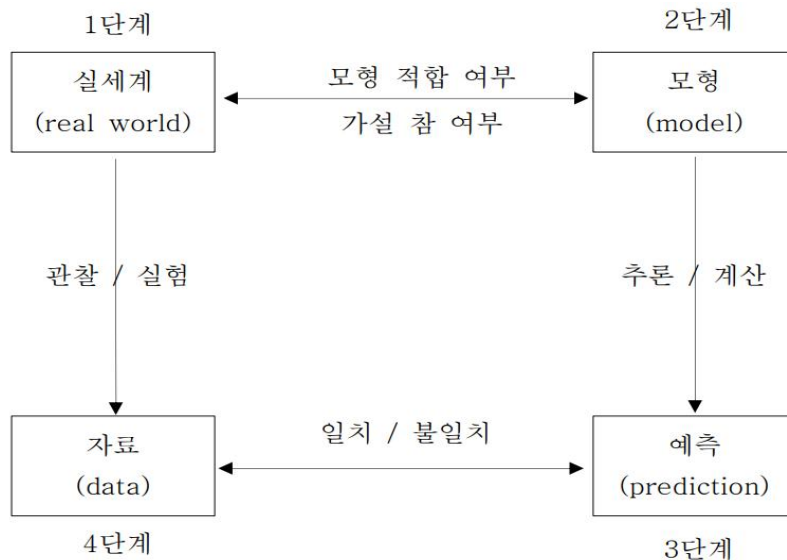 1단계
2단계
실세계
(real world)
모형 적합 여부
가설 참 여부
모형
(model)
관찰 / 실험
추론 / 계산
자료
(data)
일치 / 불일치
예측
(prediction)
4단계
3단계